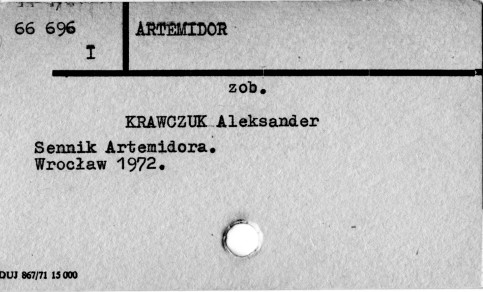 66 696
I
ARTEMIDOR
zob.
KRAWCZUK Aleksander
Sennik Artemidora.
Wrocław 1972.
DUJ 867/71 15 000